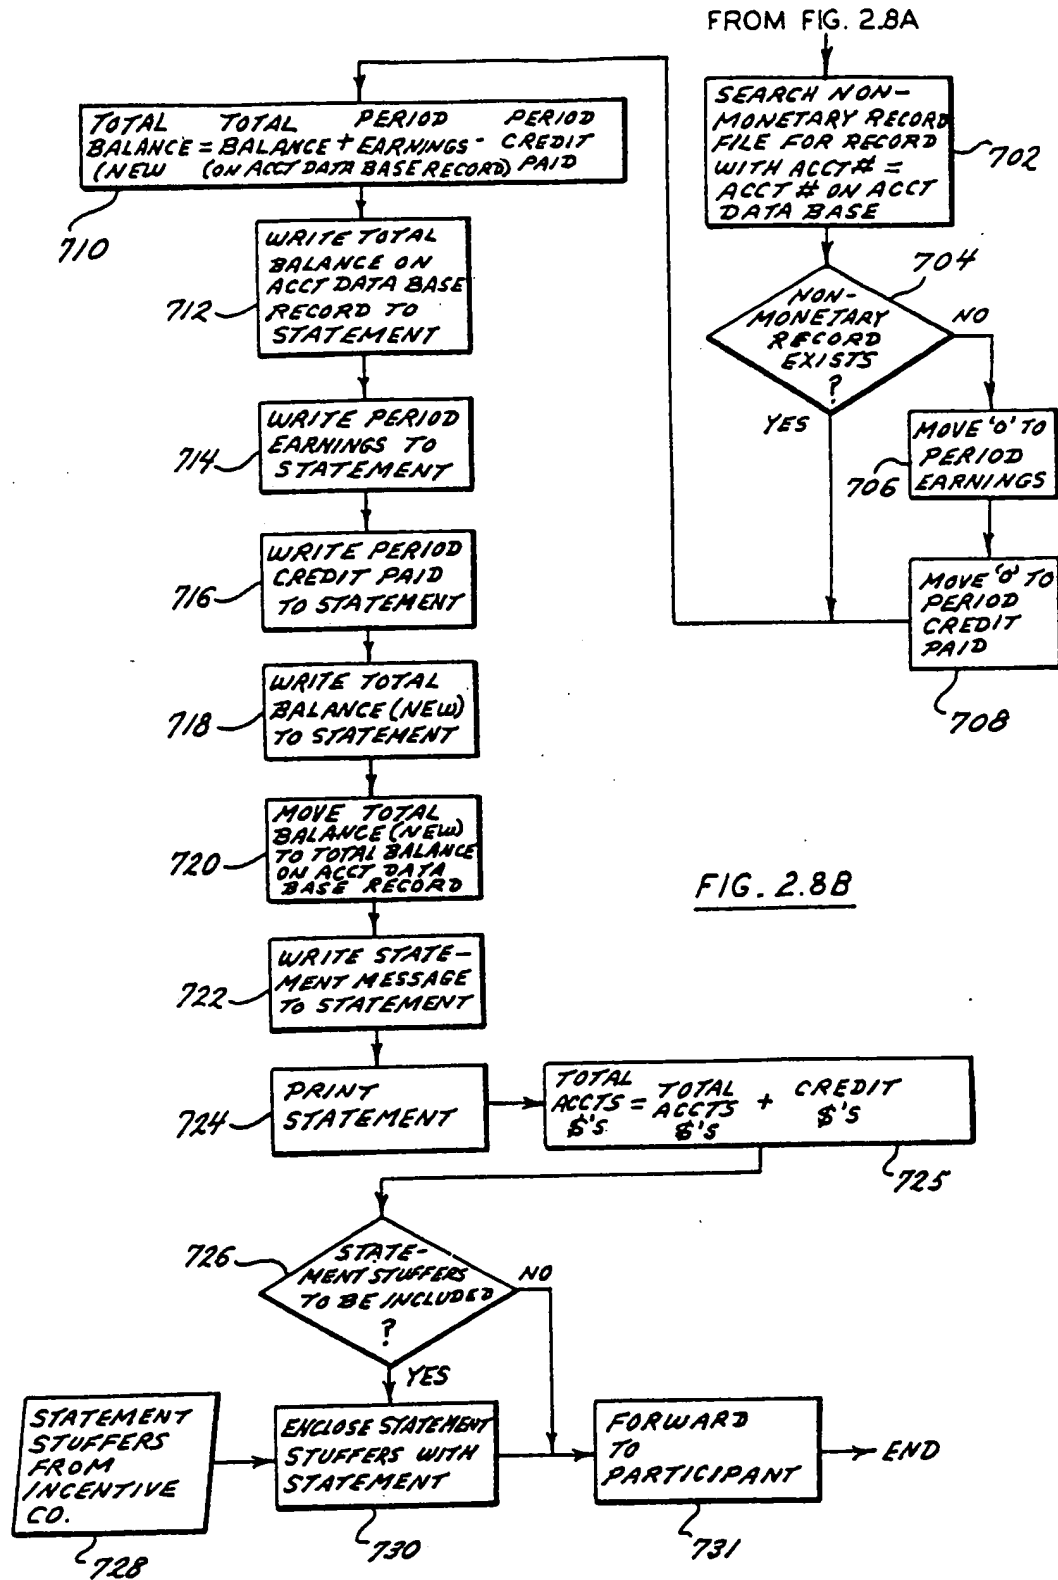 FROM FIG. 2.8A
SEARCH NON-
MONETARY RECORD
FILE FOR RECORD
WITH ACCT# =
ACCT # ON ACCT
DATA BASE
702
704
NON-
MONETARY
RECORD
EXISTS
?
NO
YES
MOVE '0' TO
PERIOD
EARNINGS
706
MOVE '0' TO
PERIOD
CREDIT
PAID
708
TOTAL TOTAL PERIOD PERIOD
BALANCE = BALANCE + EARNINGS - CREDIT
(NEW (ON ACCT DATA BASE RECORD) PAID
710
WRITE TOTAL
BALANCE ON
ACCT DATA BASE
RECORD TO
STATEMENT
712
WRITE PERIOD
EARNINGS TO
STATEMENT
714
WRITE PERIOD
CREDIT PAID
TO STATEMENT
716
WRITE TOTAL
BALANCE (NEW)
TO STATEMENT
718
MOVE TOTAL
BALANCE (NEW)
TO TOTAL BALANCE
ON ACCT DATA
BASE RECORD
720
FIG. 2.8B
WRITE STATE-
MENT MESSAGE
TO STATEMENT
722
PRINT
STATEMENT
724
TOTAL TOTAL CREDIT
ACCTS = ACCTS + $'S
$'S $'S
725
726
STATE-
MENT STUFFERS
TO BE INCLUDED
?
NO
YES
STATEMENT
STUFFERS
FROM
INCENTIVE
CO.
728
ENCLOSE STATEMENT
STUFFERS WITH
STATEMENT
730
FORWARD
TO
PARTICIPANT
731
END